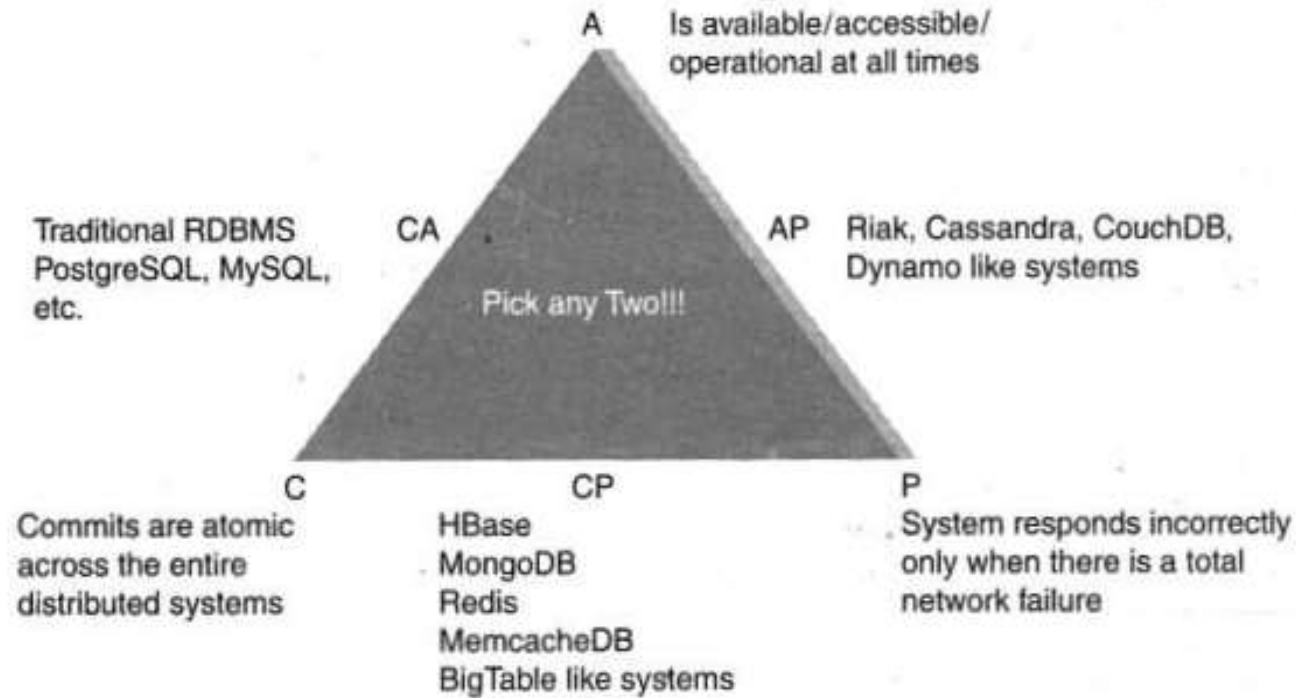 A
Is available/accessible/
operational at all times
Traditional RDBMS
PostgreSQL, MySQL,
etc.
CA
AP
Riak, Cassandra, CouchDB,
Dynamo like systems
Pick any Two!!!
C
CP
P
Commits are atomic
across the entire
distributed systems
HBase
MongoDB
Redis
MemcacheDB
BigTable like systems
System responds incorrectly
only when there is a total
network failure